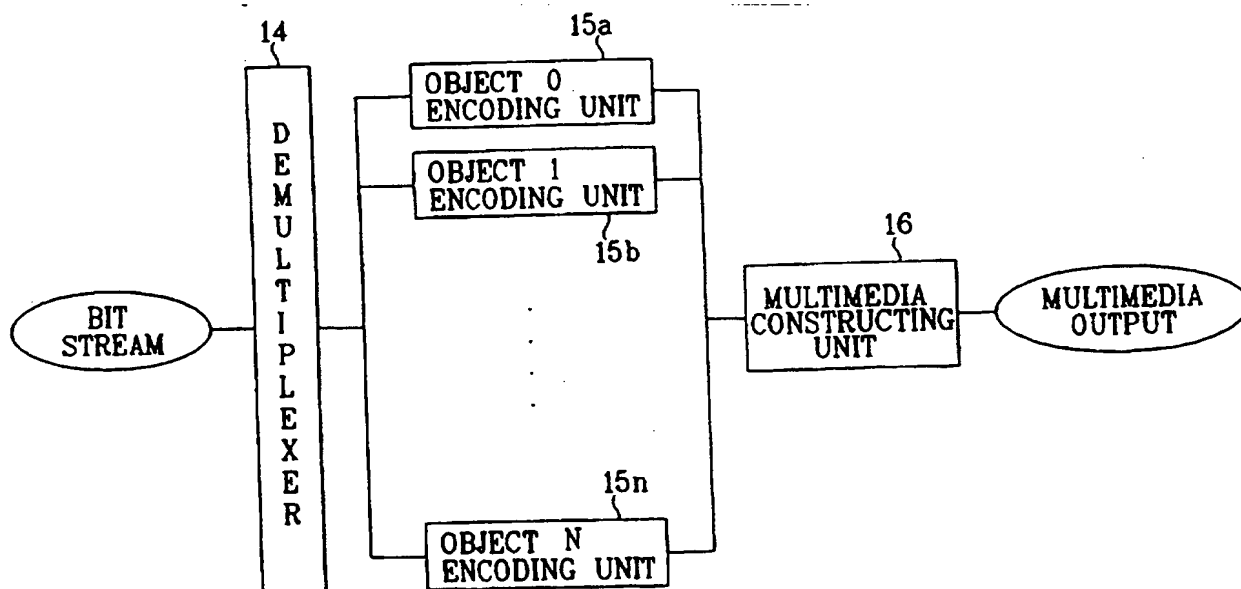 14
DEMULTIPLEXER
15a
OBJECT 0
ENCODING UNIT
OBJECT 1
ENCODING UNIT
15b
BIT
STREAM
16
MULTIMEDIA
CONSTRUCTING
UNIT
MULTIMEDIA
OUTPUT
15n
OBJECT N
ENCODING UNIT